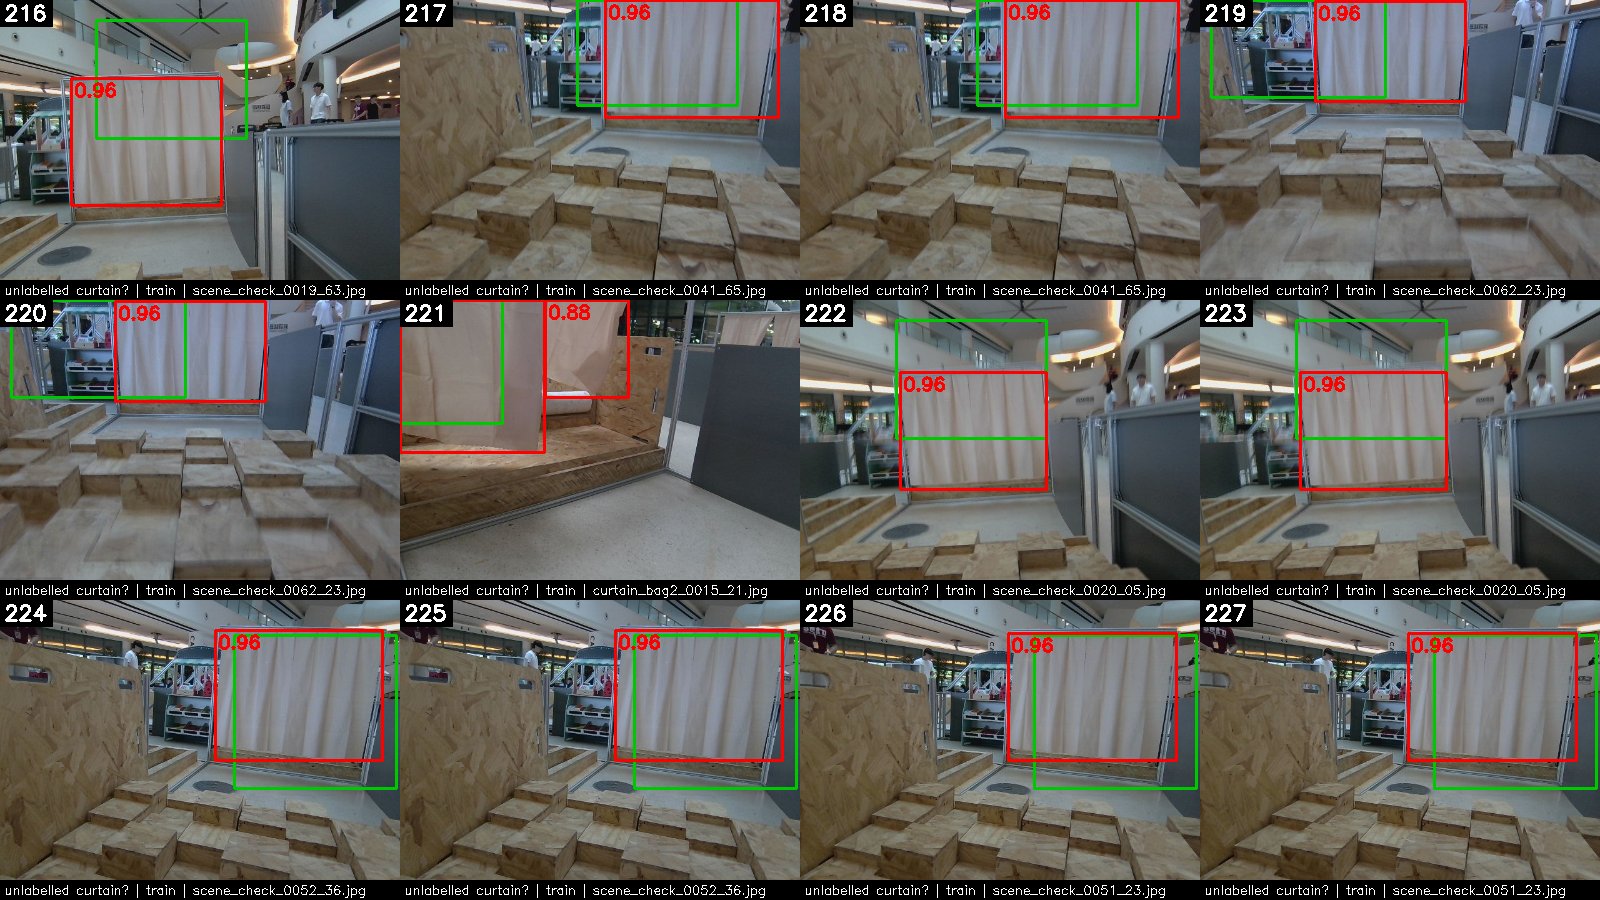 216
0.96
unlabelled curtain? | train | scene_check_0019_63.jpg
217
0.96
unlabelled curtain? | train | scene_check_0041_65.jpg
218
0.96
unlabelled curtain? | train | scene_check_0041_65.jpg
219
0.96
unlabelled curtain? | train | scene_check_0062_23.jpg
220
0.96
unlabelled curtain? | train | scene_check_0062_23.jpg
221
0.88
unlabelled curtain? | train | curtain_bag2_0015_21.jpg
222
0.96
unlabelled curtain? | train | scene_check_0020_05.jpg
223
0.96
unlabelled curtain? | train | scene_check_0020_05.jpg
224
0.96
unlabelled curtain? | train | scene_check_0052_36.jpg
225
0.96
unlabelled curtain? | train | scene_check_0052_36.jpg
226
0.96
unlabelled curtain? | train | scene_check_0051_23.jpg
227
0.96
unlabelled curtain? | train | scene_check_0051_23.jpg